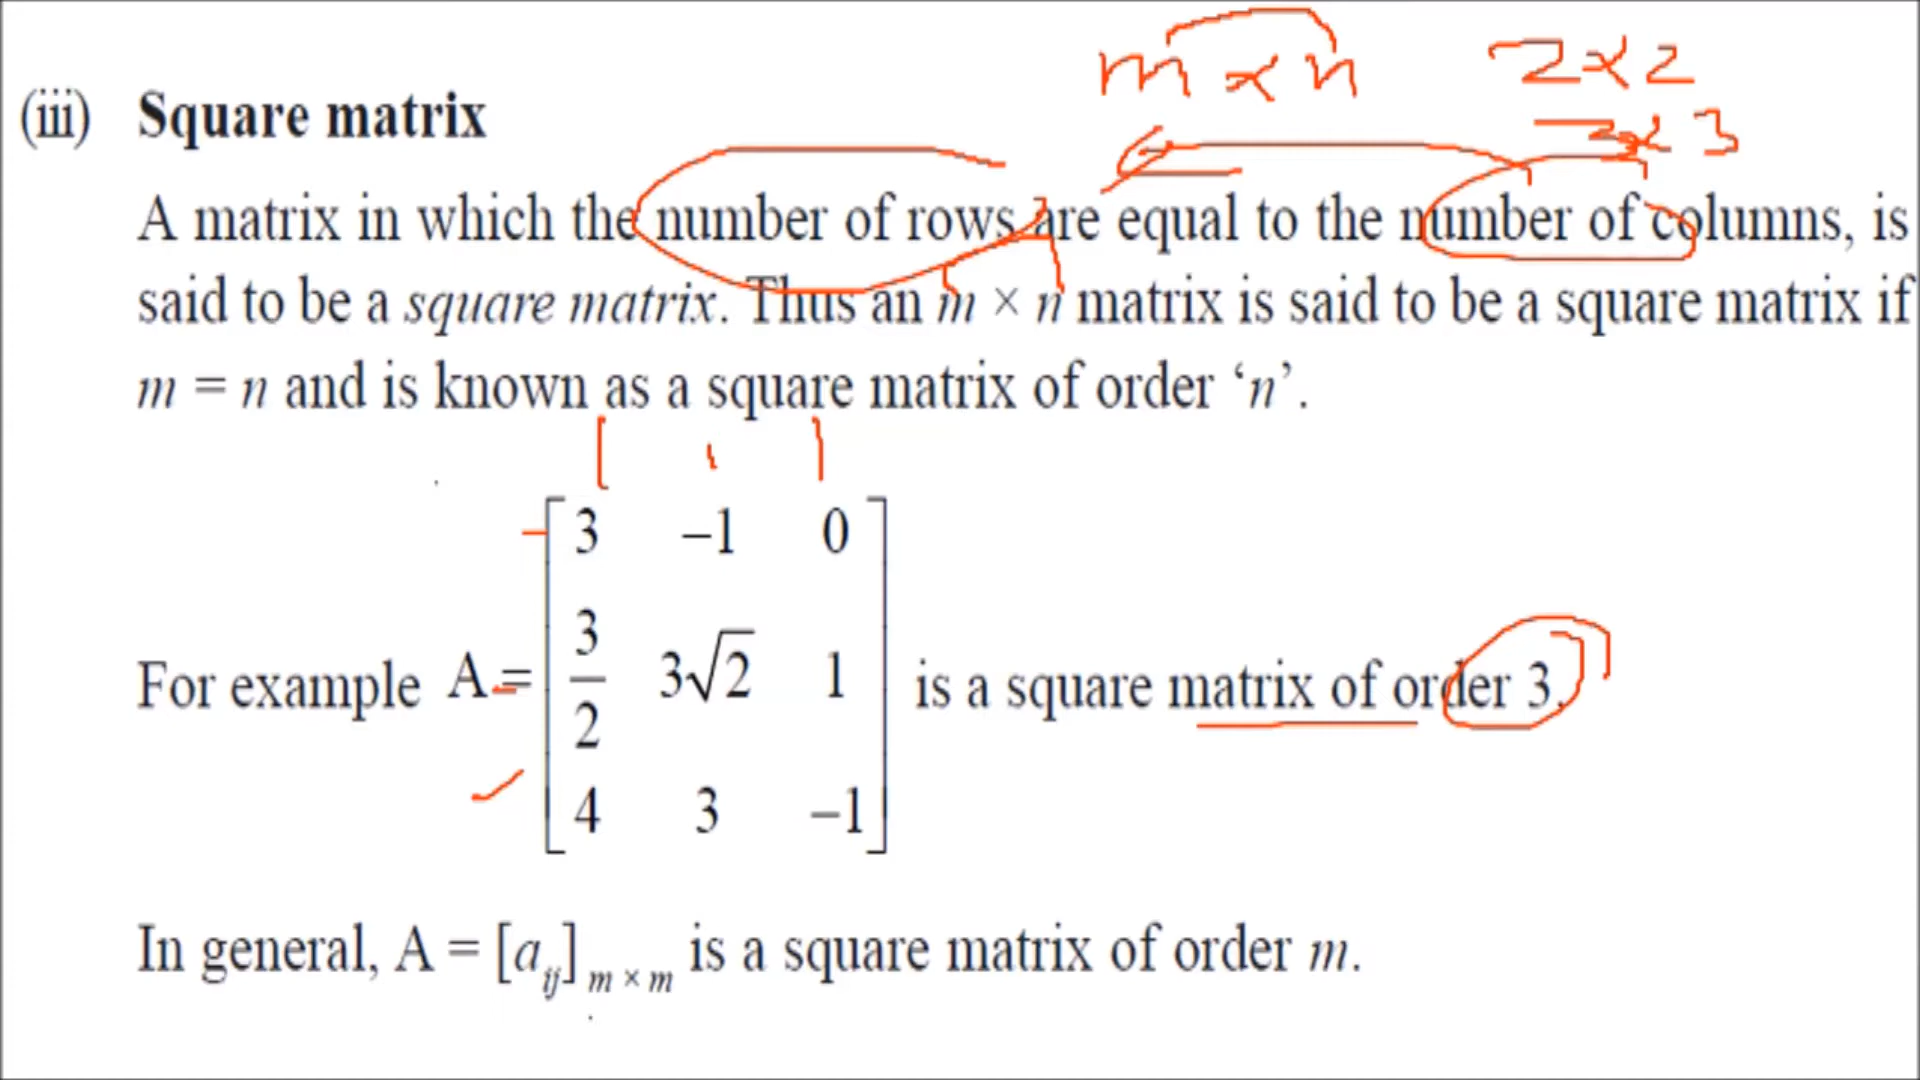 m × n 2×2
3×3
(iii) Square matrix
A matrix in which the number of rows are equal to the number of columns, is
said to be a square matrix. Thus an m × n matrix is said to be a square matrix if
m = n and is known as a square matrix of order ‘n’.
3 –1 0
For example A = 3/2 3√2 1 is a square matrix of order 3.
4 3 –1
In general, A = [a_ij]_m × m is a square matrix of order m.